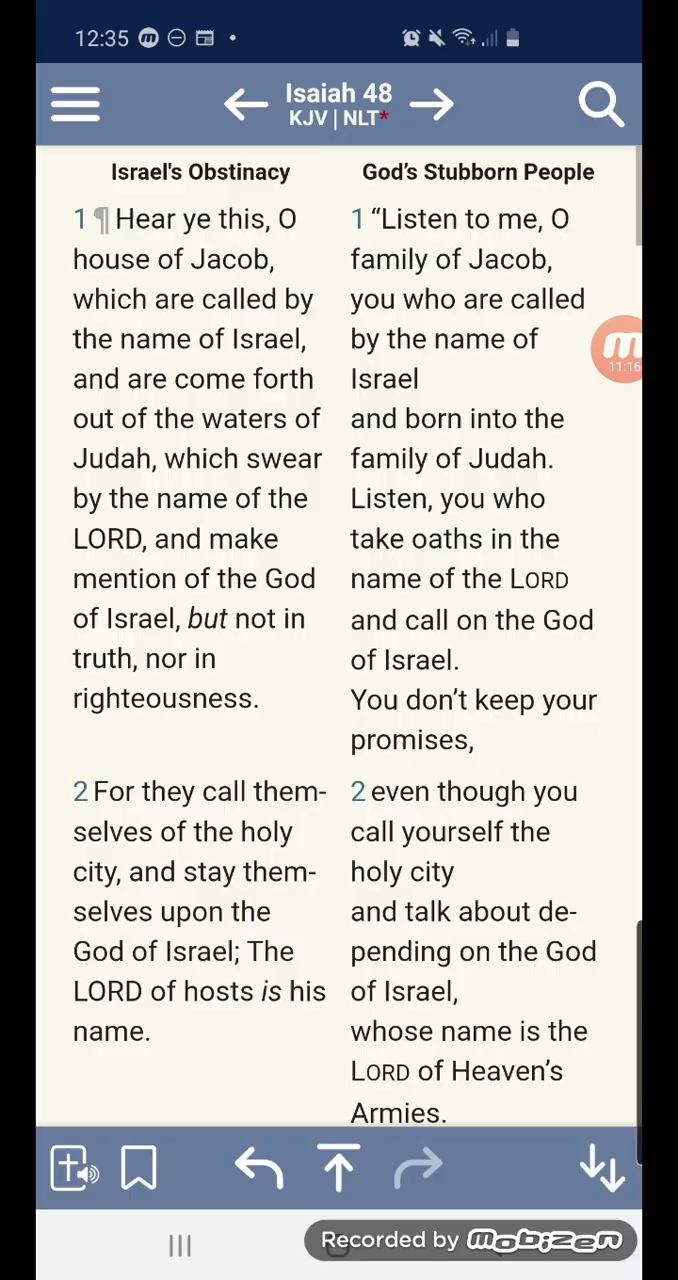 12:35
Isaiah 48
KJV | NLT*
Israel's Obstinacy
1 ¶ Hear ye this, O
house of Jacob,
which are called by
the name of Israel,
and are come forth
out of the waters of
Judah, which swear
by the name of the
LORD, and make
mention of the God
of Israel, but not in
truth, nor in
righteousness.
2 For they call them-
selves of the holy
city, and stay them-
selves upon the
God of Israel; The
LORD of hosts is his
name.
God’s Stubborn People
1 “Listen to me, O
family of Jacob,
you who are called
by the name of
Israel
and born into the
family of Judah.
Listen, you who
take oaths in the
name of the LORD
and call on the God
of Israel.
You don’t keep your
promises,
2 even though you
call yourself the
holy city
and talk about de-
pending on the God
of Israel,
whose name is the
LORD of Heaven’s
Armies.
m
11:16
Recorded by mobizen